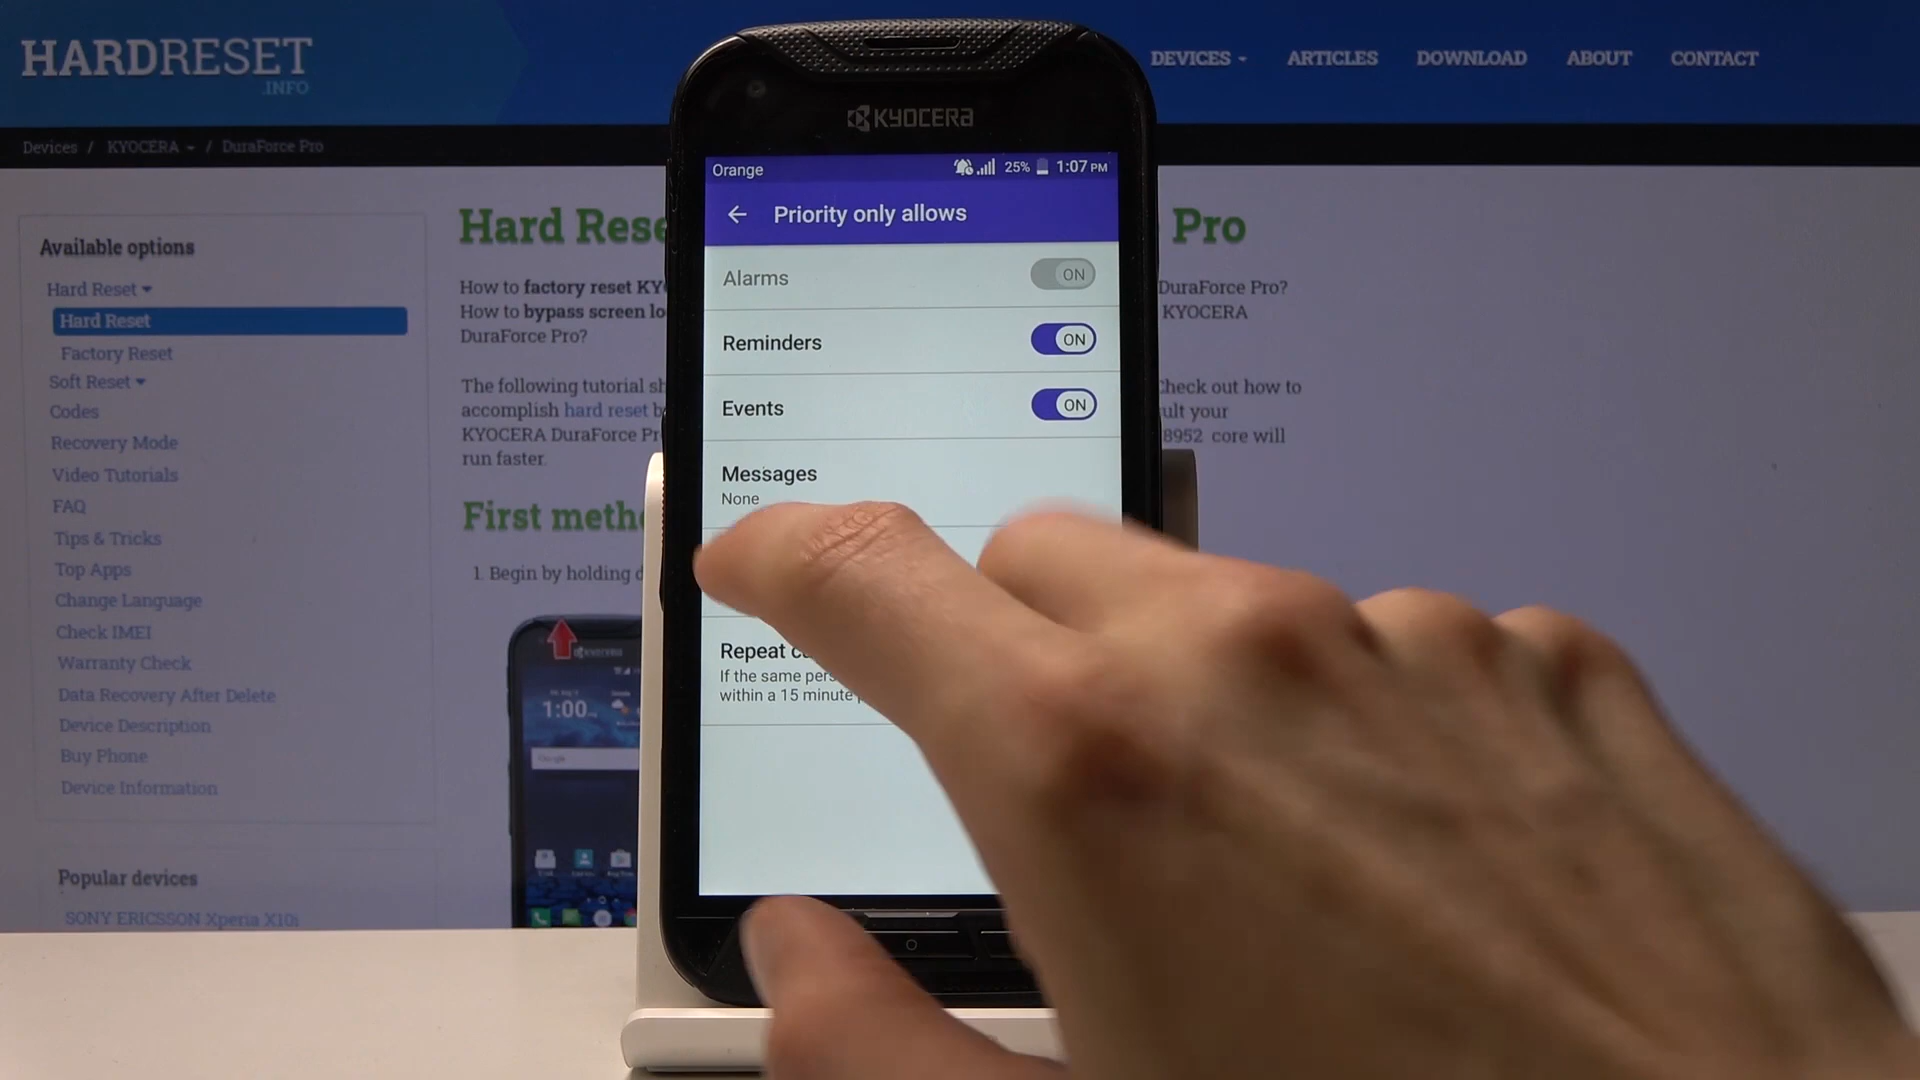 HARDRESET
.INFO
DEVICES
ARTICLES
DOWNLOAD
ABOUT
CONTACT
Devices / KYOCERA / DuraForce Pro
Available options
Hard Reset
Hard Reset
Factory Reset
Soft Reset
Codes
Recovery Mode
Video Tutorials
FAQ
Tips & Tricks
Top Apps
Change Language
Check IMEI
Warranty Check
Data Recovery After Delete
Device Description
Buy Phone
Device Information
Popular devices
SONY ERICSSON Xperia X10i
Hard Rese
Pro
How to factory reset KY
DuraForce Pro?
How to bypass screen lo
KYOCERA
DuraForce Pro?
The following tutorial sh
Check out how to
accomplish hard reset b
ult your
KYOCERA DuraForce Pr
8952 core will
run faster.
First meth
1. Begin by holding d
1:00
KYOCERA
Orange
25%
1:07 PM
Priority only allows
Alarms
ON
Reminders
ON
Events
ON
Messages
None
Repeat c
If the same pers
within a 15 minute